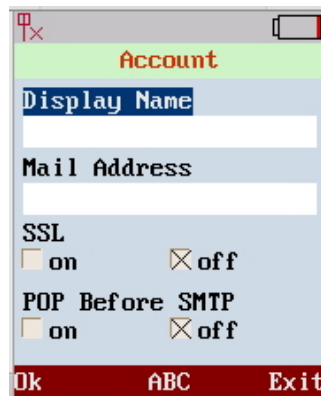 Account
Display Name
Mail Address
SSL
on off
POP Before SMTP
on off
Ok ABC Exit